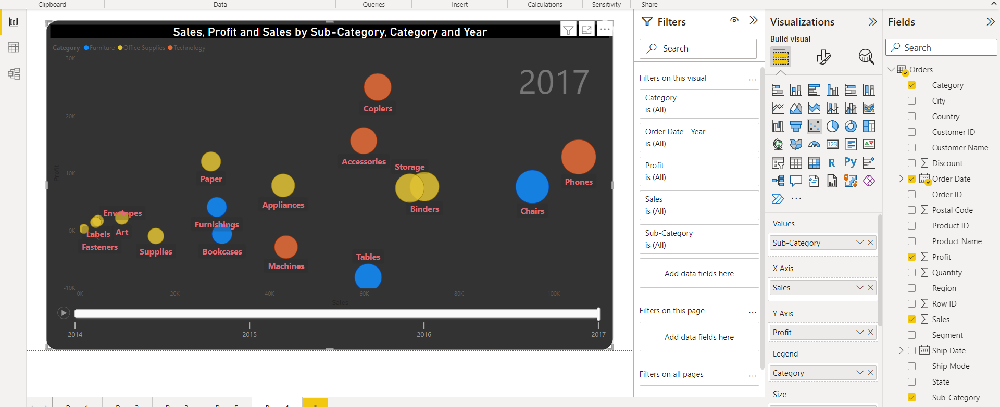 Clipboard
Data
Queries
Insert
Calculations
Sensitivity
Share
Sales, Profit and Sales by Sub-Category, Category and Year
Category Furniture Office Supplies Technology
30K
20K
10K
0K
-10K
Profit
2017
Copiers
Accessories
Storage
Phones
Paper
Appliances
Binders
Chairs
Envelopes
Furnishings
Labels
Art
Fasteners
Supplies
Bookcases
Machines
Tables
0K
20K
40K
60K
80K
100K
Sales
2014
2015
2016
2017
Filters
Search
Filters on this visual
...
Category
is (All)
Order Date - Year
is (All)
Profit
is (All)
Sales
is (All)
Sub-Category
is (All)
Add data fields here
Filters on this page
...
Add data fields here
Filters on all pages
...
Visualizations
Build visual
123
R
Py
...
Values
Sub-Category
X Axis
Sales
Y Axis
Profit
Legend
Category
Size
Fields
Search
Orders
Category
City
Country
Customer ID
Customer Name
Discount
Order Date
Order ID
Postal Code
Product ID
Product Name
Profit
Quantity
Region
Row ID
Sales
Segment
Ship Date
Ship Mode
State
Sub-Category